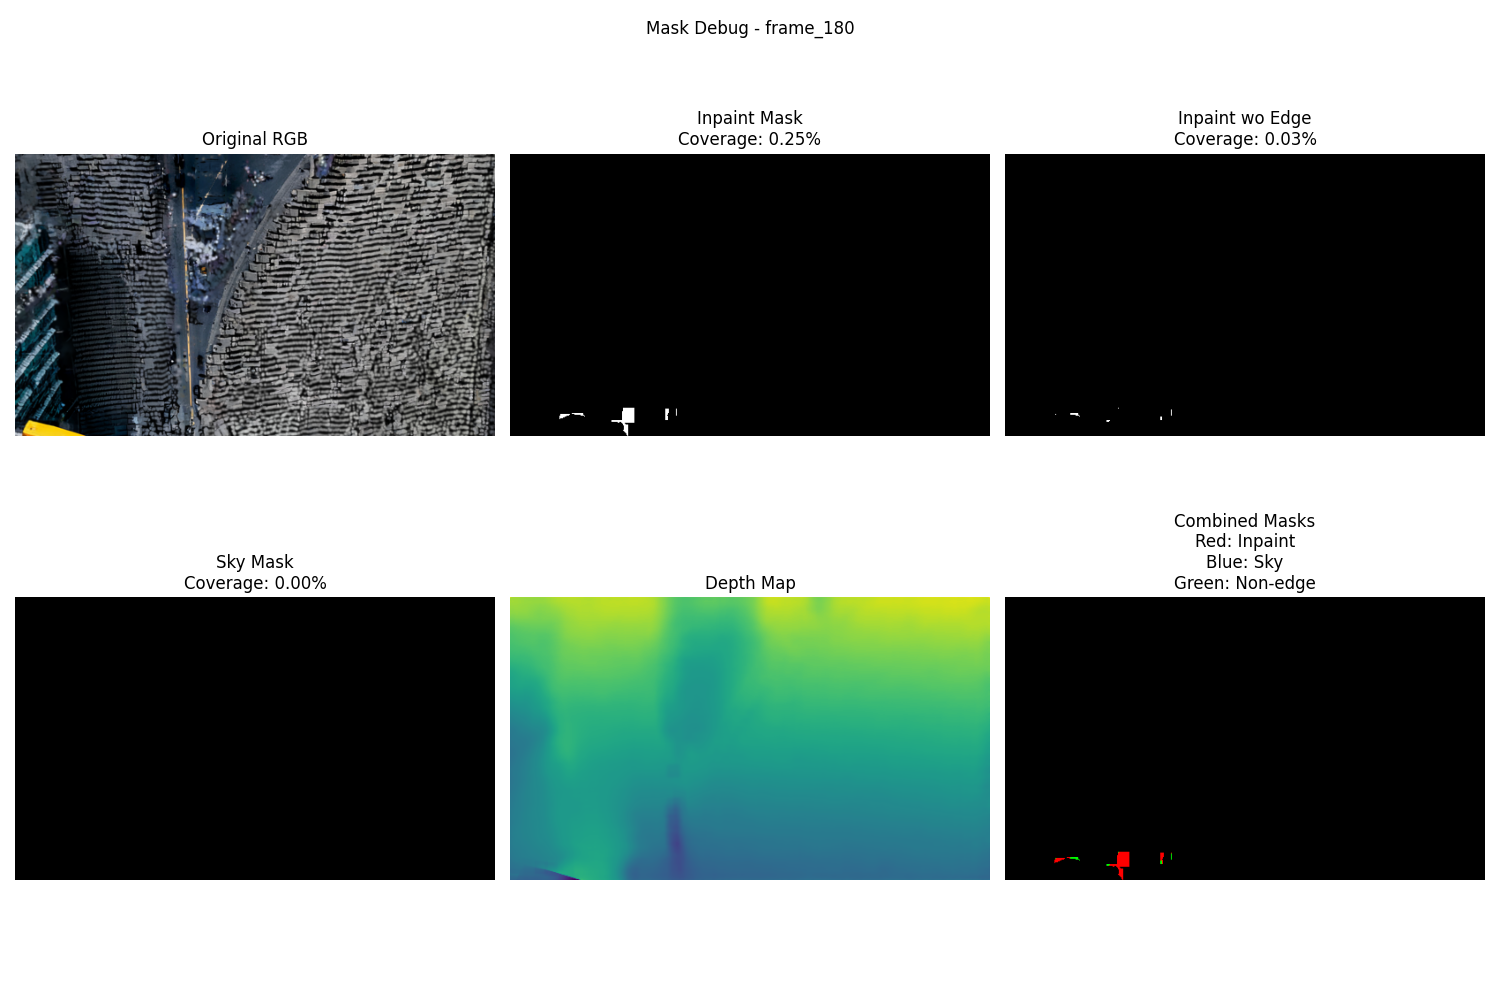 Mask Debug - frame_180
Original RGB
Inpaint Mask
Coverage: 0.25%
Inpaint wo Edge
Coverage: 0.03%
Sky Mask
Coverage: 0.00%
Depth Map
Combined Masks
Red: Inpaint
Blue: Sky
Green: Non-edge